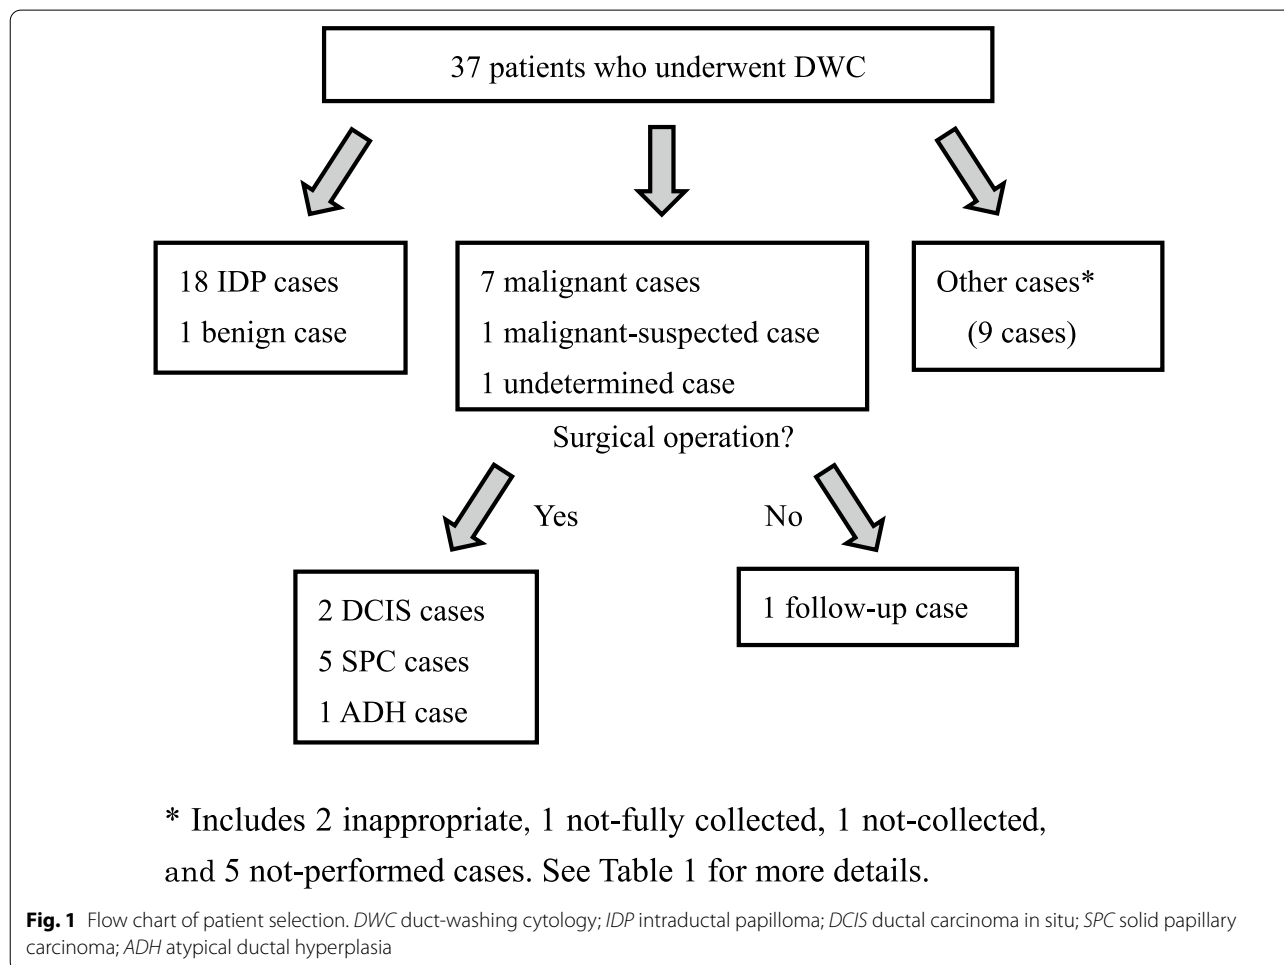 37 patients who underwent DWC
18 IDP cases
1 benign case
7 malignant cases
1 malignant-suspected case
1 undetermined case
Other cases*
(9 cases)
Surgical operation?
Yes
No
2 DCIS cases
5 SPC cases
1 ADH case
1 follow-up case
* Includes 2 inappropriate, 1 not-fully collected, 1 not-collected,
and 5 not-performed cases. See Table 1 for more details.
Fig. 1 Flow chart of patient selection. DWC duct-washing cytology; IDP intraductal papilloma; DCIS ductal carcinoma in situ; SPC solid papillary
carcinoma; ADH atypical ductal hyperplasia